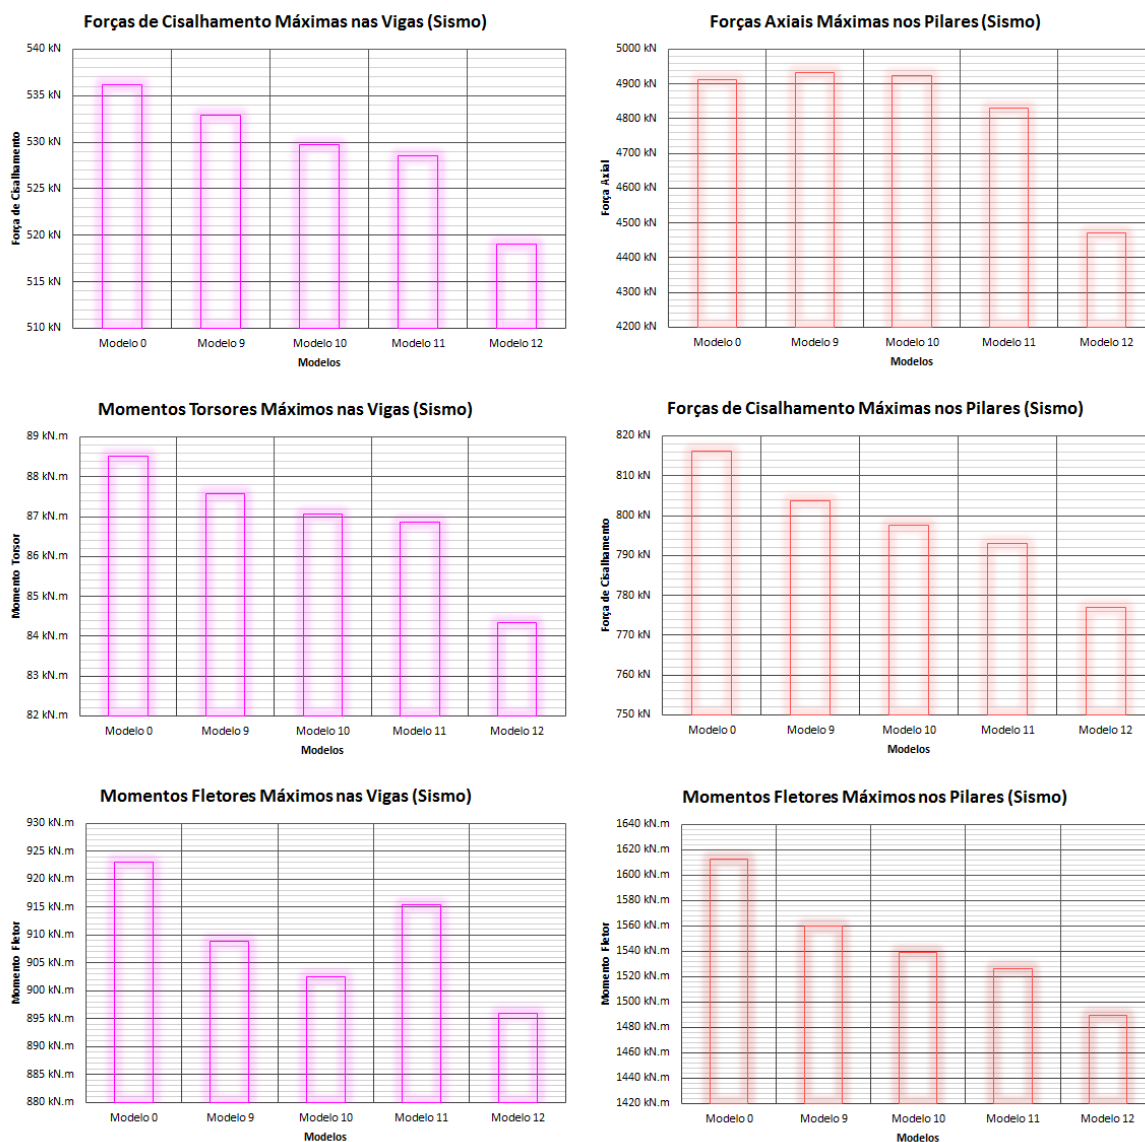 Forças de Cisalhamento Máximas nas Vigas (Sismo)
540 kN
535 kN
530 kN
525 kN
520 kN
515 kN
510 kN
Força de Cisalhamento
Modelo 0 Modelo 9 Modelo 10 Modelo 11 Modelo 12
Modelos
Forças Axiais Máximas nos Pilares (Sismo)
5000 kN
4900 kN
4800 kN
4700 kN
4600 kN
4500 kN
4400 kN
4300 kN
4200 kN
Força Axial
Modelo 0 Modelo 9 Modelo 10 Modelo 11 Modelo 12
Modelos
Momentos Torsores Máximos nas Vigas (Sismo)
89 kN.m
88 kN.m
87 kN.m
86 kN.m
85 kN.m
84 kN.m
83 kN.m
82 kN.m
Momento Torsor
Modelo 0 Modelo 9 Modelo 10 Modelo 11 Modelo 12
Modelos
Forças de Cisalhamento Máximas nos Pilares (Sismo)
820 kN
810 kN
800 kN
790 kN
780 kN
770 kN
760 kN
750 kN
Força de Cisalhamento
Modelo 0 Modelo 9 Modelo 10 Modelo 11 Modelo 12
Modelos
Momentos Fletores Máximos nas Vigas (Sismo)
930 kN.m
925 kN.m
920 kN.m
915 kN.m
910 kN.m
905 kN.m
900 kN.m
895 kN.m
890 kN.m
885 kN.m
880 kN.m
Momento Fletor
Modelo 0 Modelo 9 Modelo 10 Modelo 11 Modelo 12
Modelos
Momentos Fletores Máximos nos Pilares (Sismo)
1640 kN.m
1620 kN.m
1600 kN.m
1580 kN.m
1560 kN.m
1540 kN.m
1520 kN.m
1500 kN.m
1480 kN.m
1460 kN.m
1440 kN.m
1420 kN.m
Momento Fletor
Modelo 0 Modelo 9 Modelo 10 Modelo 11 Modelo 12
Modelos